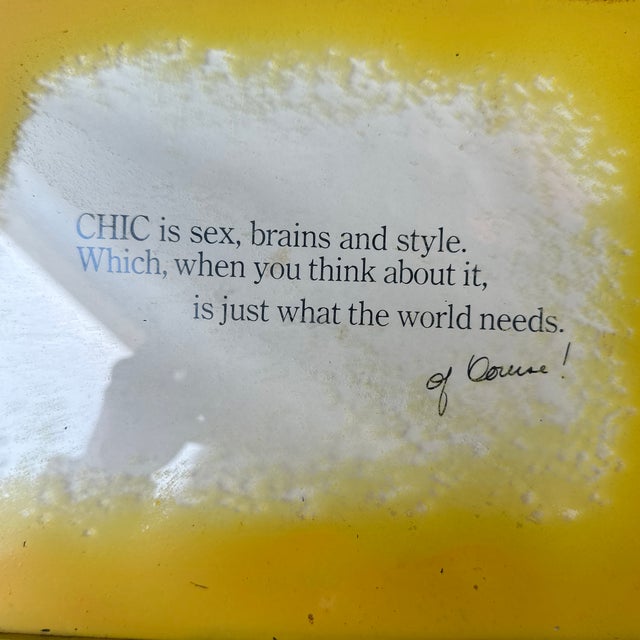 CHIC is sex, brains and style.
Which, when you think about it,
is just what the world needs.
of Course!